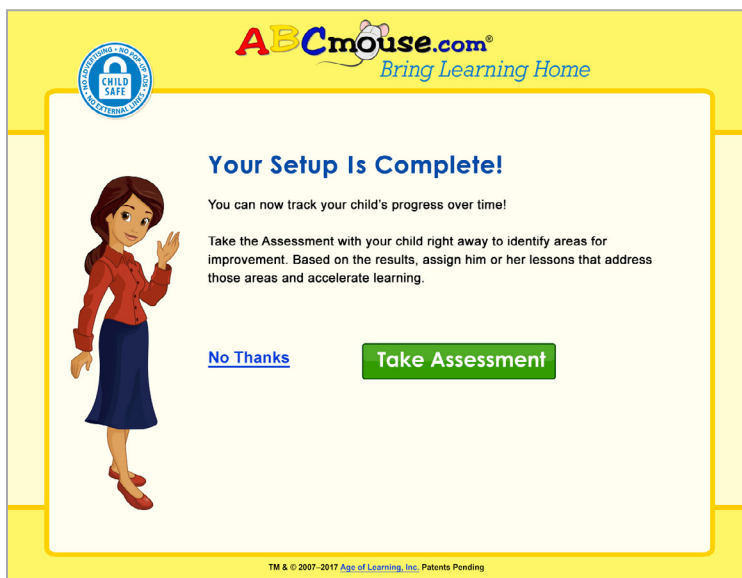 ABCmouse.com®
Bring Learning Home
NO ADVERTISING • NO POP-UP ADS • NO EXTERNAL LINKS •
CHILD
SAFE
Your Setup Is Complete!
You can now track your child's progress over time!
Take the Assessment with your child right away to identify areas for
improvement. Based on the results, assign him or her lessons that address
those areas and accelerate learning.
No Thanks
Take Assessment
TM & © 2007–2017 Age of Learning, Inc. Patents Pending